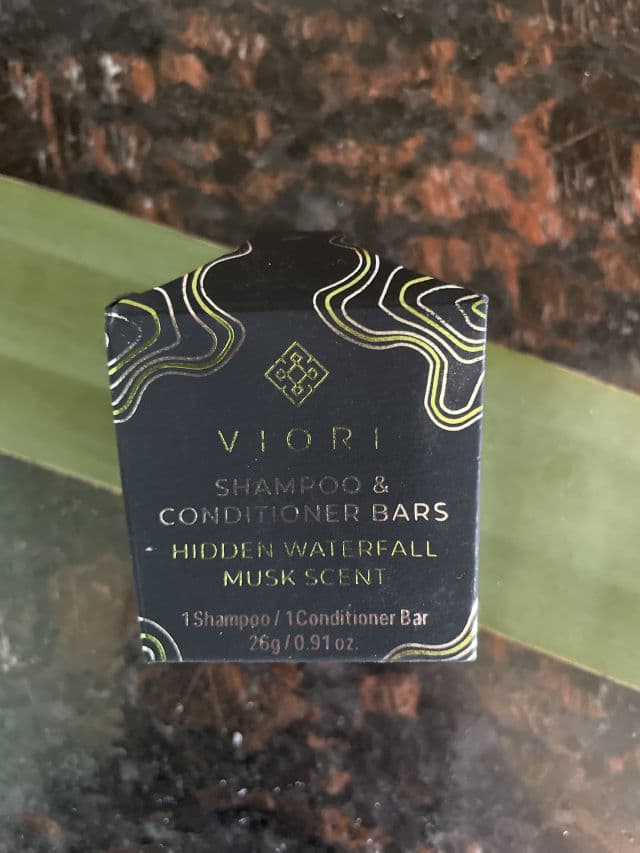 VIORI
SHAMPOO &
CONDITIONER BARS
HIDDEN WATERFALL
MUSK SCENT
1 Shampoo / 1 Conditioner Bar
26g / 0.91 oz.